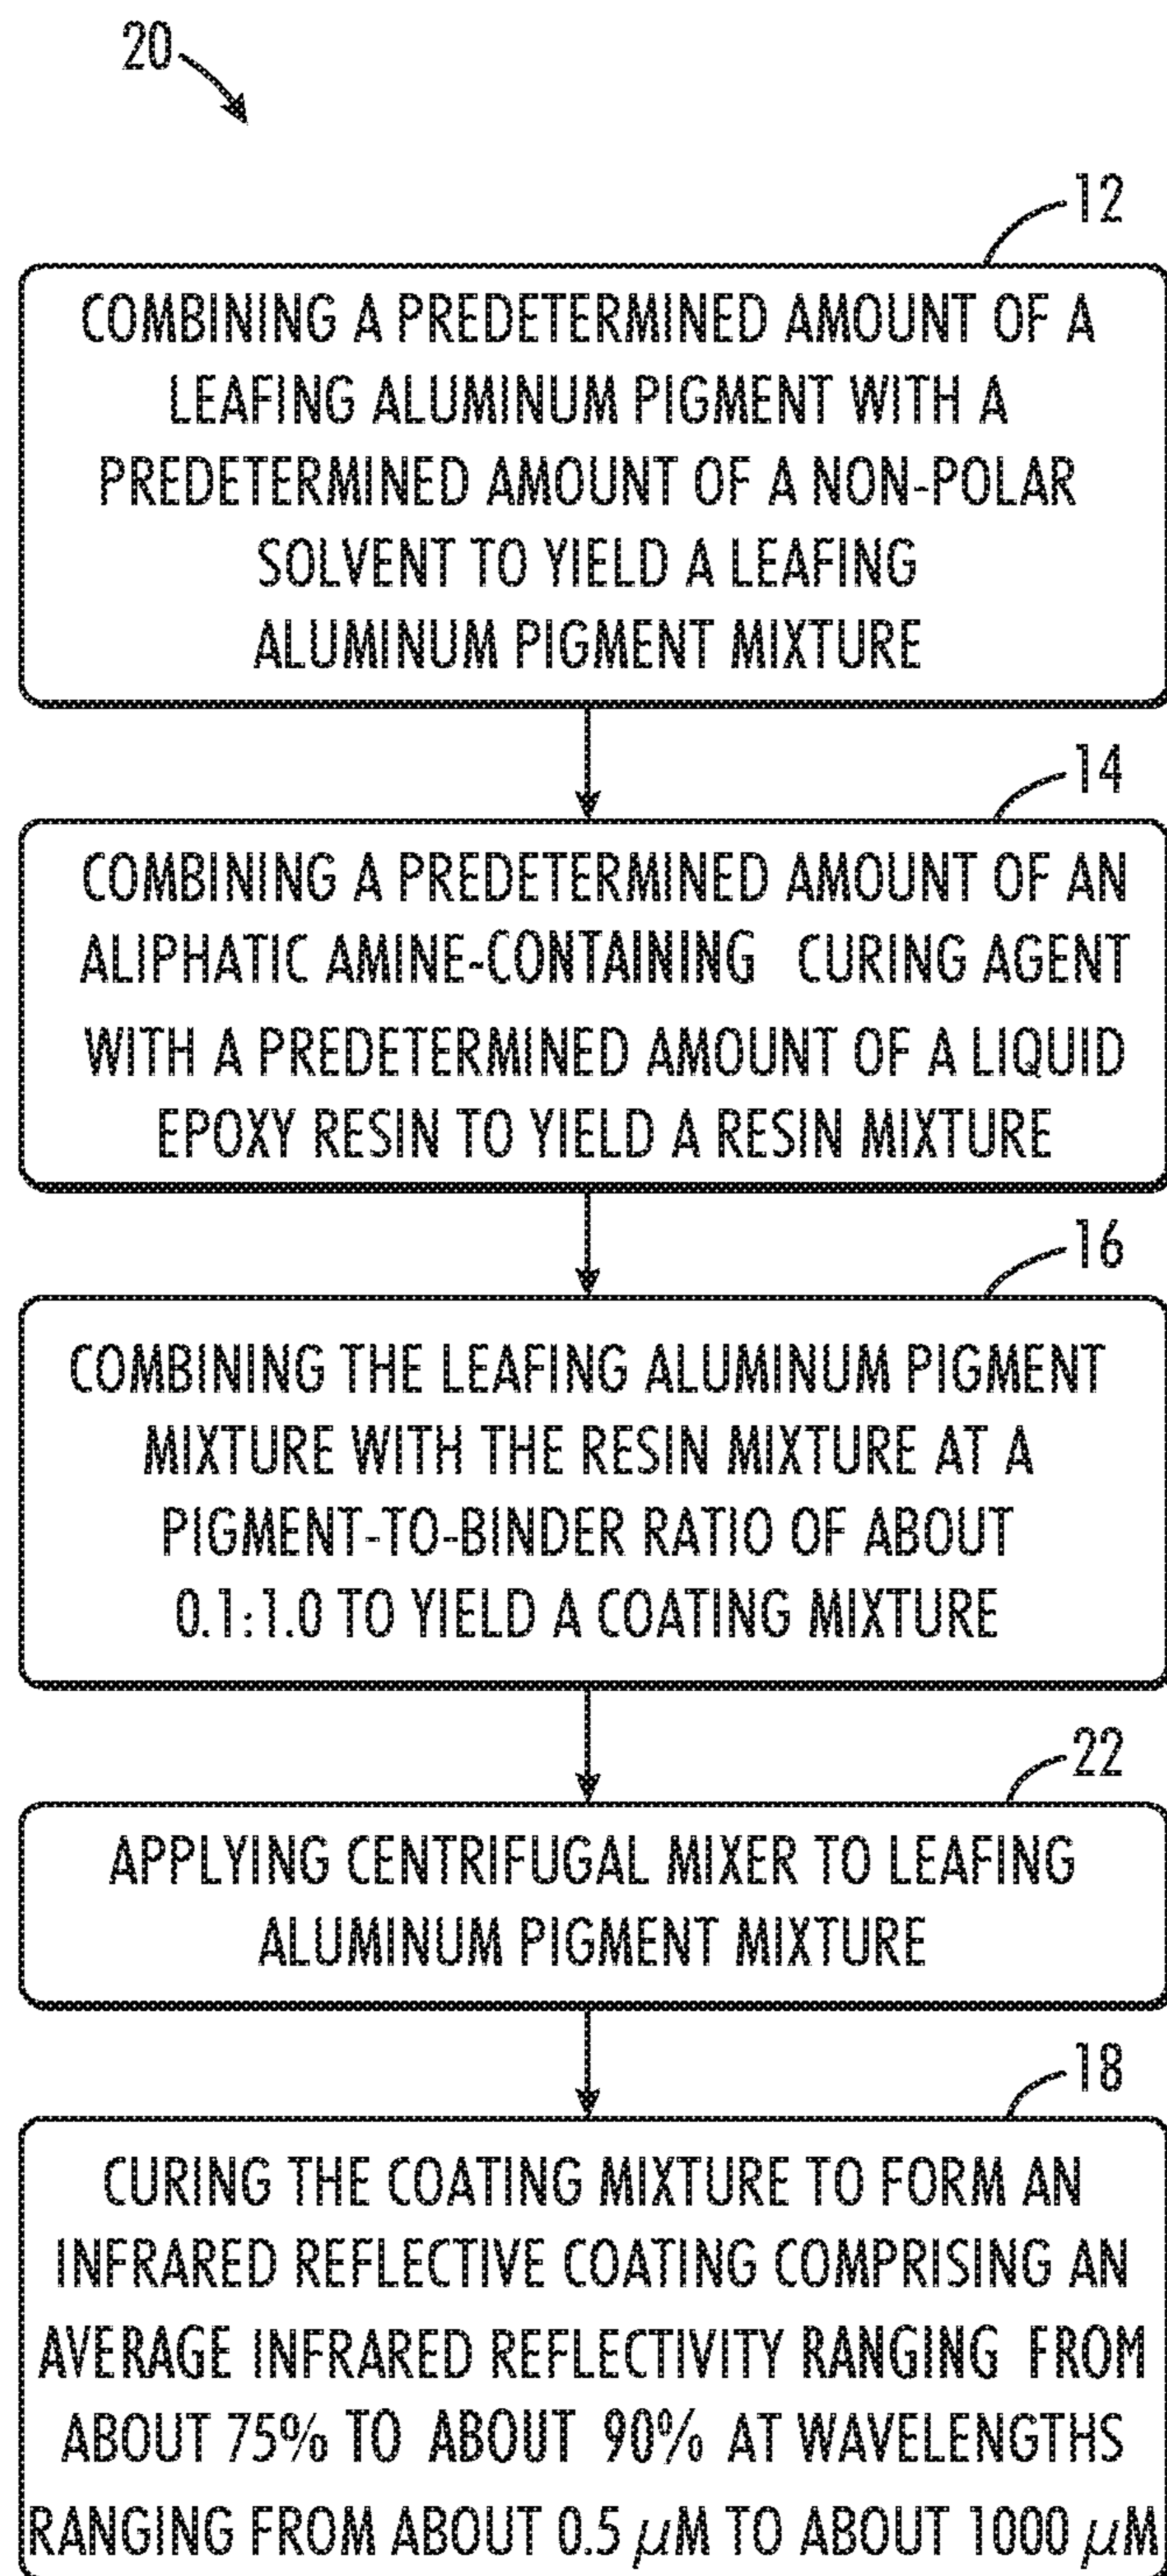 20
12
COMBINING A PREDETERMINED AMOUNT OF A
LEAFING ALUMINUM PIGMENT WITH A
PREDETERMINED AMOUNT OF A NON-POLAR
SOLVENT TO YIELD A LEAFING
ALUMINUM PIGMENT MIXTURE
14
COMBINING A PREDETERMINED AMOUNT OF AN
ALIPHATIC AMINE-CONTAINING CURING AGENT
WITH A PREDETERMINED AMOUNT OF A LIQUID
EPOXY RESIN TO YIELD A RESIN MIXTURE
16
COMBINING THE LEAFING ALUMINUM PIGMENT
MIXTURE WITH THE RESIN MIXTURE AT A
PIGMENT-TO-BINDER RATIO OF ABOUT
0.1:1.0 TO YIELD A COATING MIXTURE
22
APPLYING CENTRIFUGAL MIXER TO LEAFING
ALUMINUM PIGMENT MIXTURE
18
CURING THE COATING MIXTURE TO FORM AN
INFRARED REFLECTIVE COATING COMPRISING AN
AVERAGE INFRARED REFLECTIVITY RANGING FROM
ABOUT 75% TO ABOUT 90% AT WAVELENGTHS
RANGING FROM ABOUT 0.5 μM TO ABOUT 1000 μM